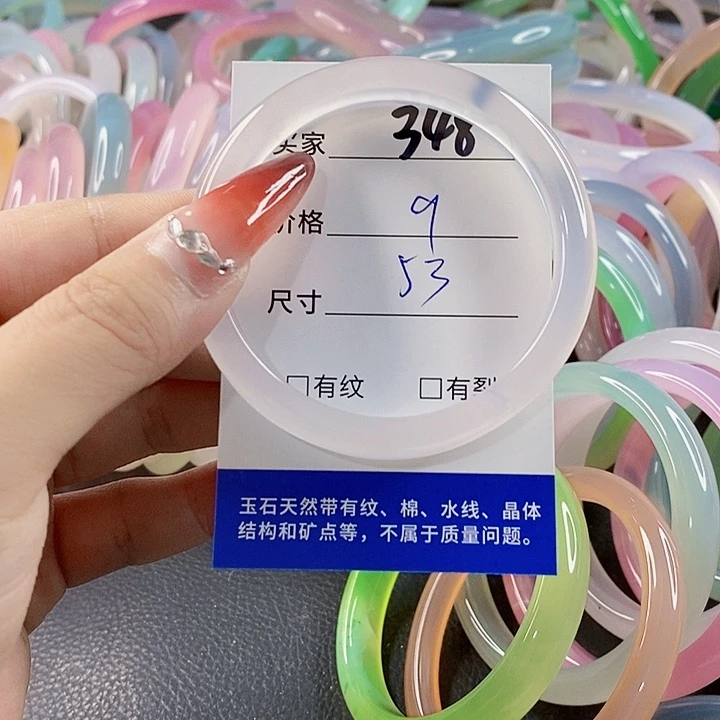 买家 348
价格 9
尺寸 53
□有纹 □有裂
玉石天然带有纹、棉、水线、晶体
结构和矿点等，不属于质量问题。